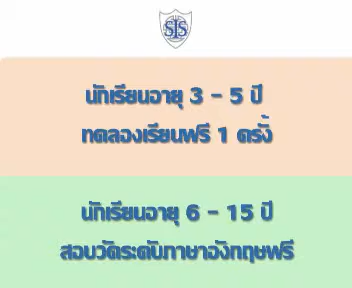 SJS
นักเรียนอายุ 3 - 5 ปี
ทดลองเรียนฟรี 1 ครั้ง
นักเรียนอายุ 6 - 15 ปี
สอบวัดระดับภาษาอังกฤษฟรี